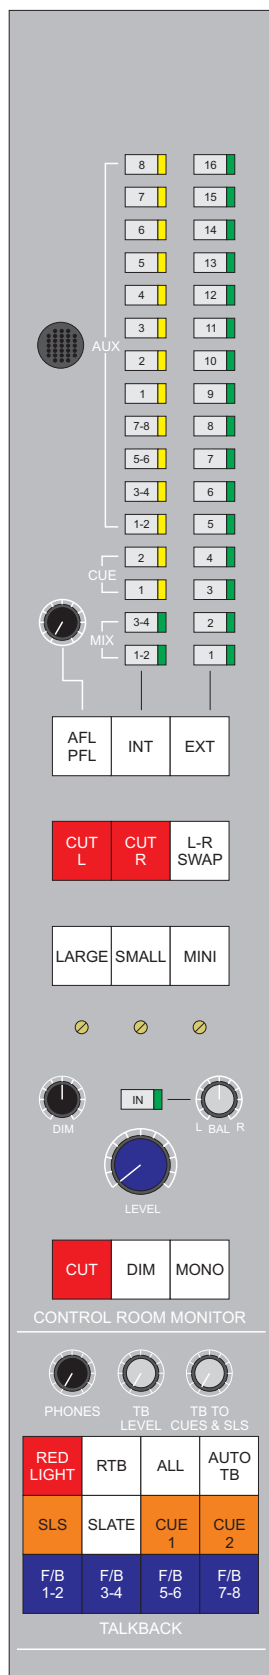 8 16
7 15
6 14
5 13
4 12
3 11
AUX
2 10
1 9
7-8 8
5-6 7
3-4 6
1-2 5
2 4
CUE
1 3
3-4 2
MIX
1-2 1
AFL
PFL
INT
EXT
CUT
L
CUT
R
L-R
SWAP
LARGE
SMALL
MINI
IN
DIM
L BAL R
LEVEL
CUT
DIM
MONO
CONTROL ROOM MONITOR
PHONES
TB
LEVEL
TB TO
CUES & SLS
RED
LIGHT
RTB
ALL
AUTO
TB
SLS
SLATE
CUE
1
CUE
2
F/B
1-2
F/B
3-4
F/B
5-6
F/B
7-8
TALKBACK